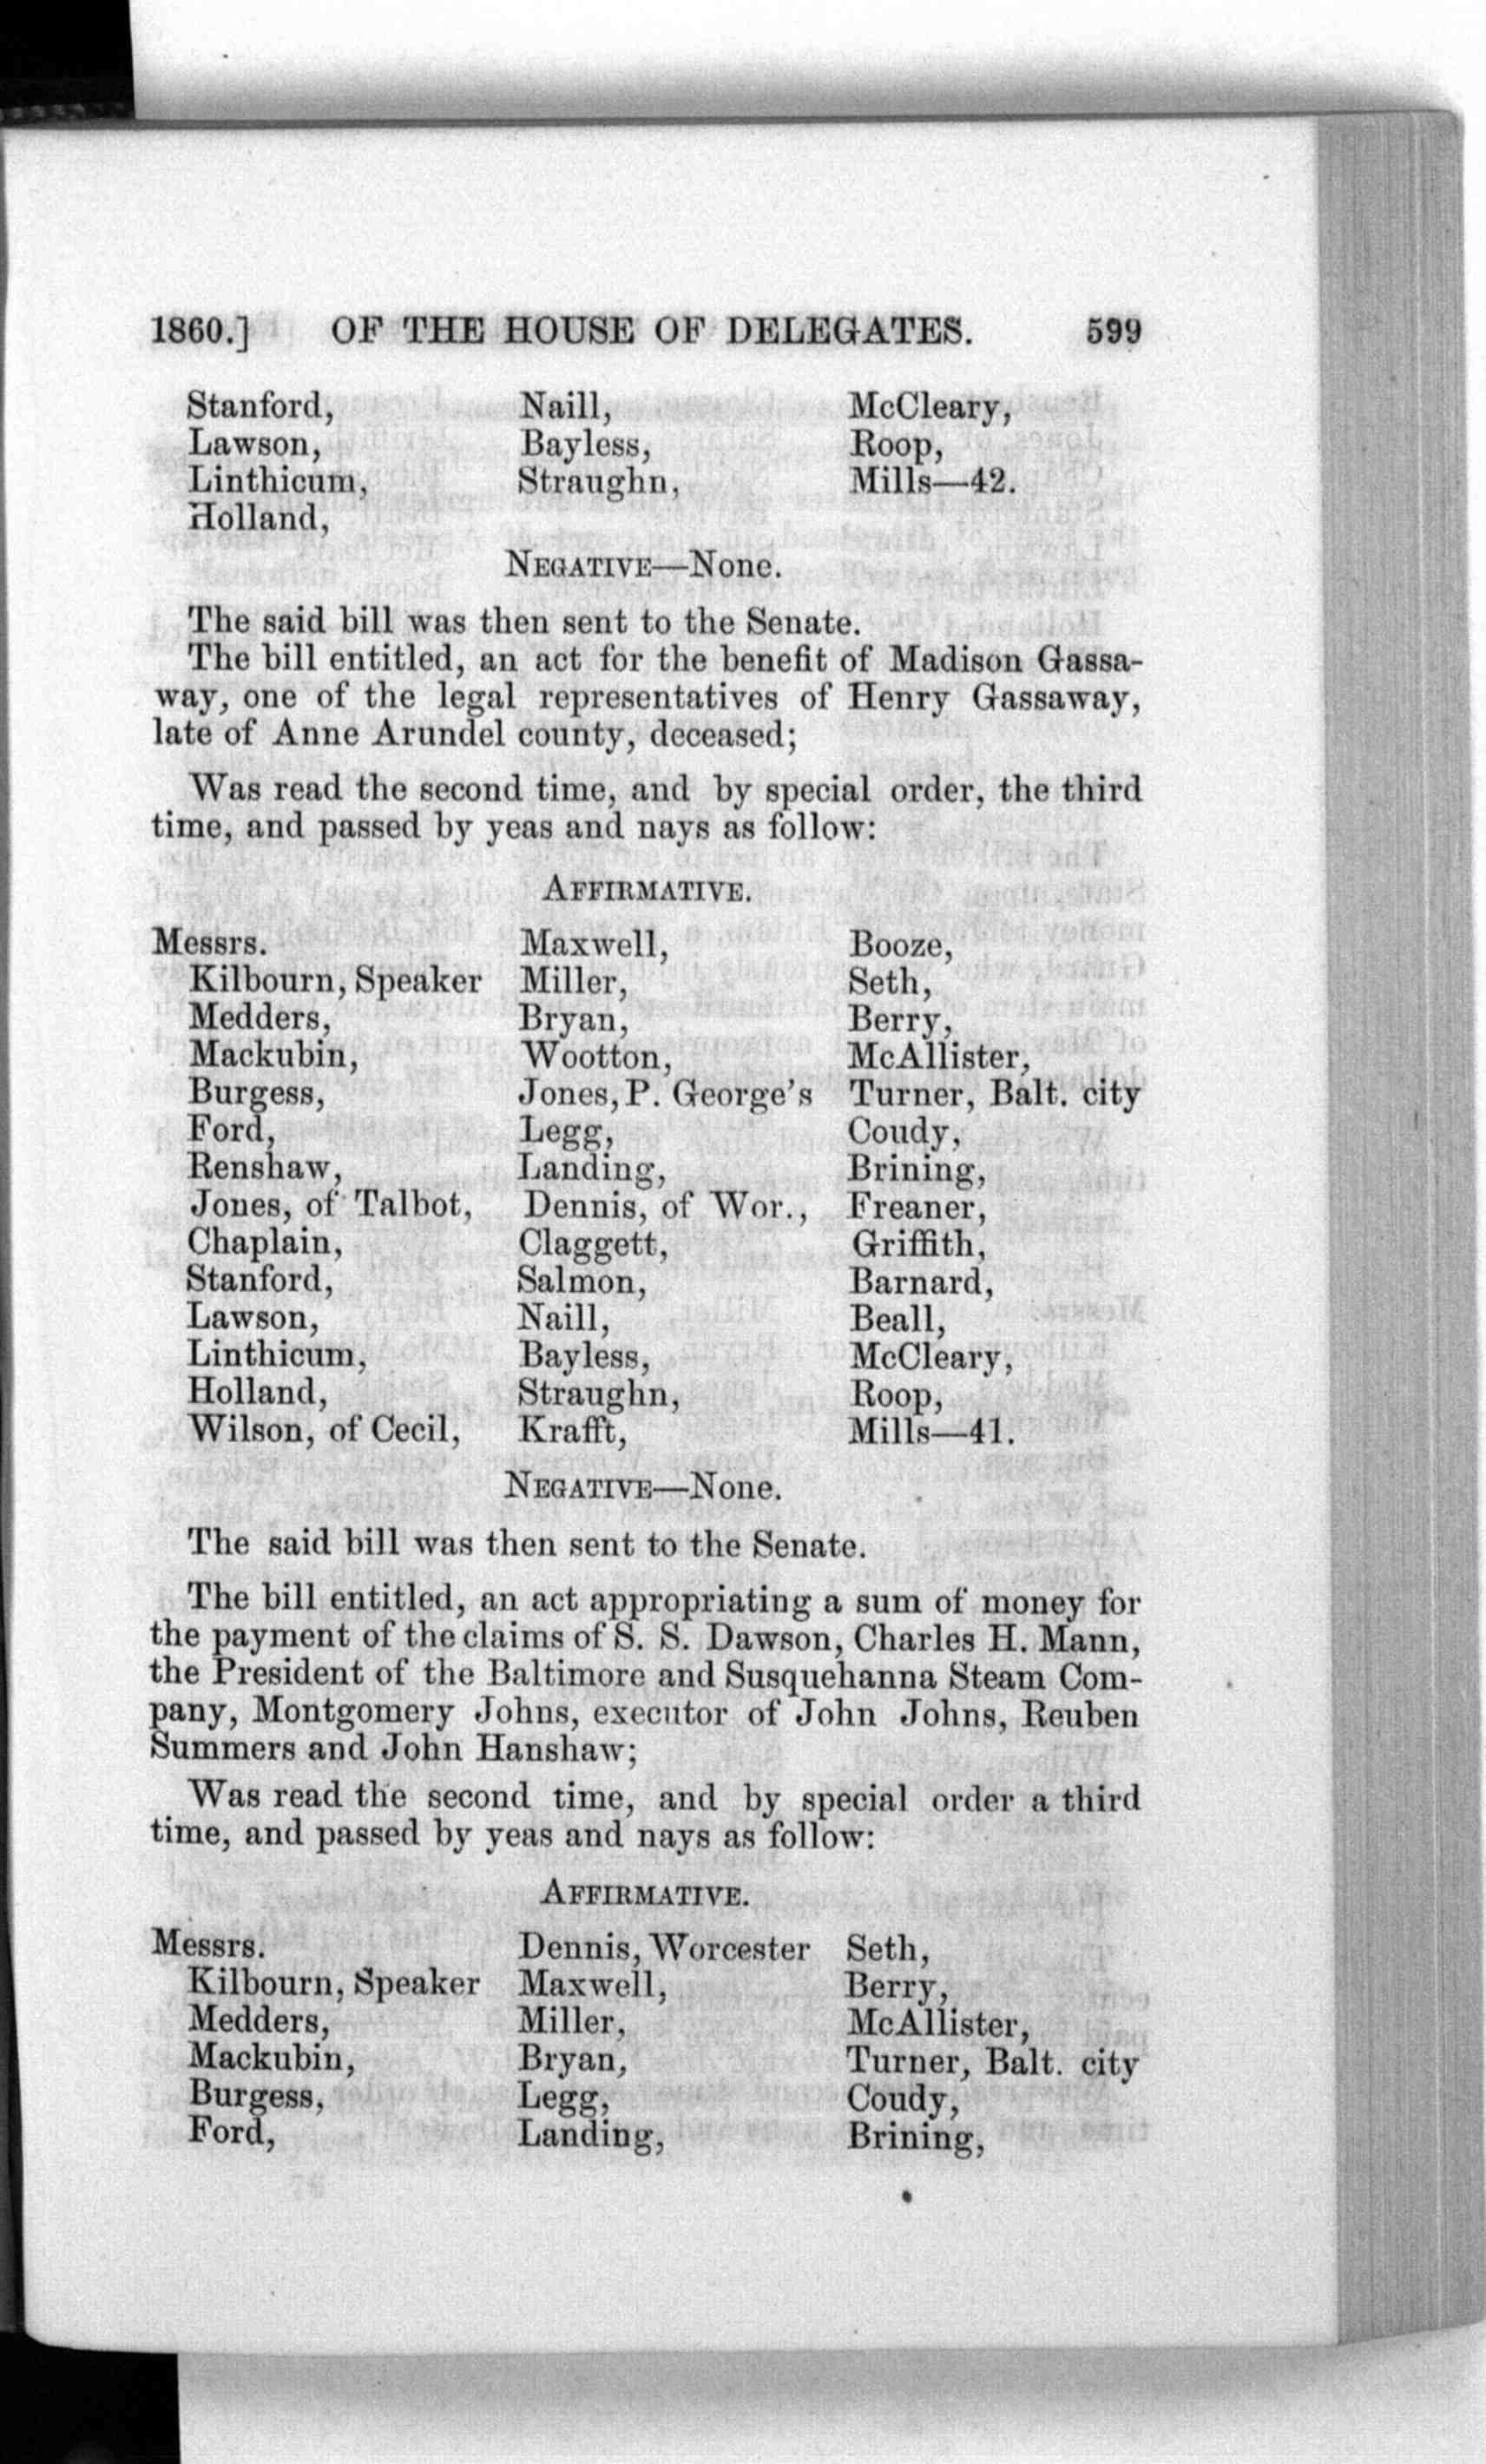 1860.] OF THE HOUSE OF DELEGATES. 599
Stanford, Naill, McCleary,
Lawson, Bayless, Roop,
Linthicum, Straughn, Mills—42.
Holland,
NEGATIVE—None.
The said bill was then sent to the Senate.
The bill entitled, an act for the benefit of Madison Gassa-
way, one of the legal representatives of Henry Gassaway,
late of Anne Arundel county, deceased;
Was read the second time, and by special order, the third
time, and passed by yeas and nays as follow:
AFFIRMATIVE.
Messrs. Maxwell, Booze,
Kilbourn, Speaker Miller, Seth,
Medders, Bryan, Berry,
Mackubin, Wootton, McAllister,
Burgess, Jones, P. George's Turner, Balt. city
Ford, Legg, Coudy,
Renshaw, Landing, Brining,
Jones, of Talbot, Dennis, of Wor., Freaner,
Chaplain, Claggett, Griffith,
Stanford, Salmon, Barnard,
Lawson, Naill, Beall,
Linthicum, Bayless, McCleary,
Holland, Straughn, Roop,
Wilson, of Cecil, Krafft, Mills—41.
NEGATIVE—None.
The said bill was then sent to the Senate.
The bill entitled, an act appropriating a sum of money for
the payment of the claims of S. S. Dawson, Charles H. Mann,
the President of the Baltimore and Susquehanna Steam Com-
pany, Montgomery Johns, executor of John Johns, Reuben
Summers and John Hanshaw;
Was read the second time, and by special order a third
time, and passed by yeas and nays as follow:
AFFIRMATIVE.
Messrs. Dennis, Worcester Seth,
Kilbourn, Speaker Maxwell, Berry,
Medders, Miller, McAllister,
Mackubin, Bryan, Turner, Balt. city
Burgess, Legg, Coudy,
Ford, Landing, Brining,